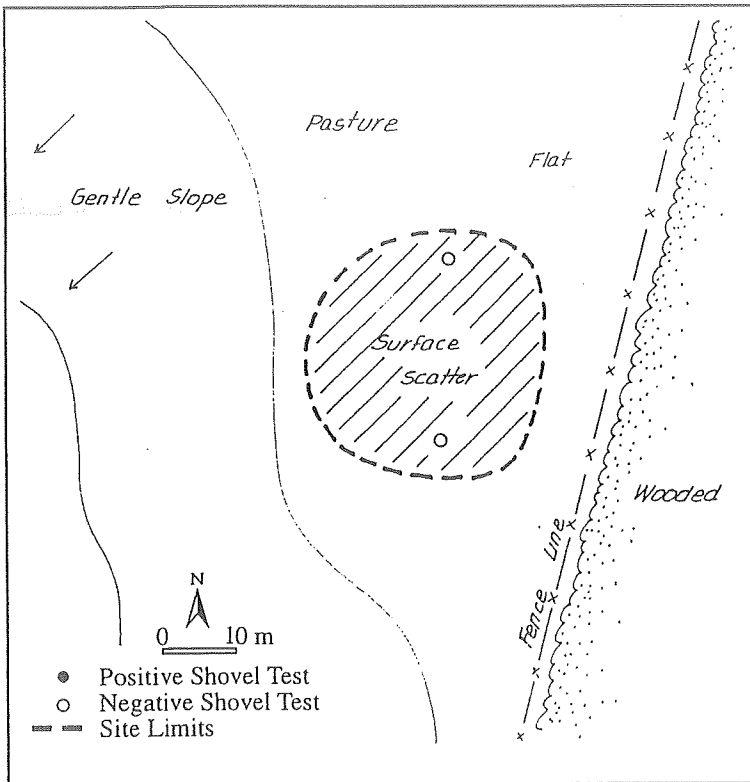 Pasture
Flat
Gentle Slope
Surface
Scatter
Wooded
Fence Line
N
0 10 m
Positive Shovel Test
Negative Shovel Test
Site Limits